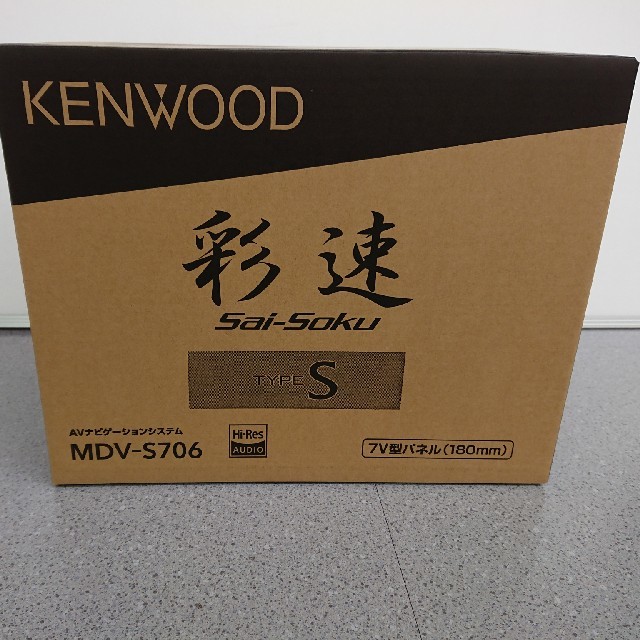 KENWOOD
彩速
Sai-Soku
TYPE S
AVナビゲーションシステム
MDV-S706
Hi-Res
AUDIO
7V型パネル(180mm)